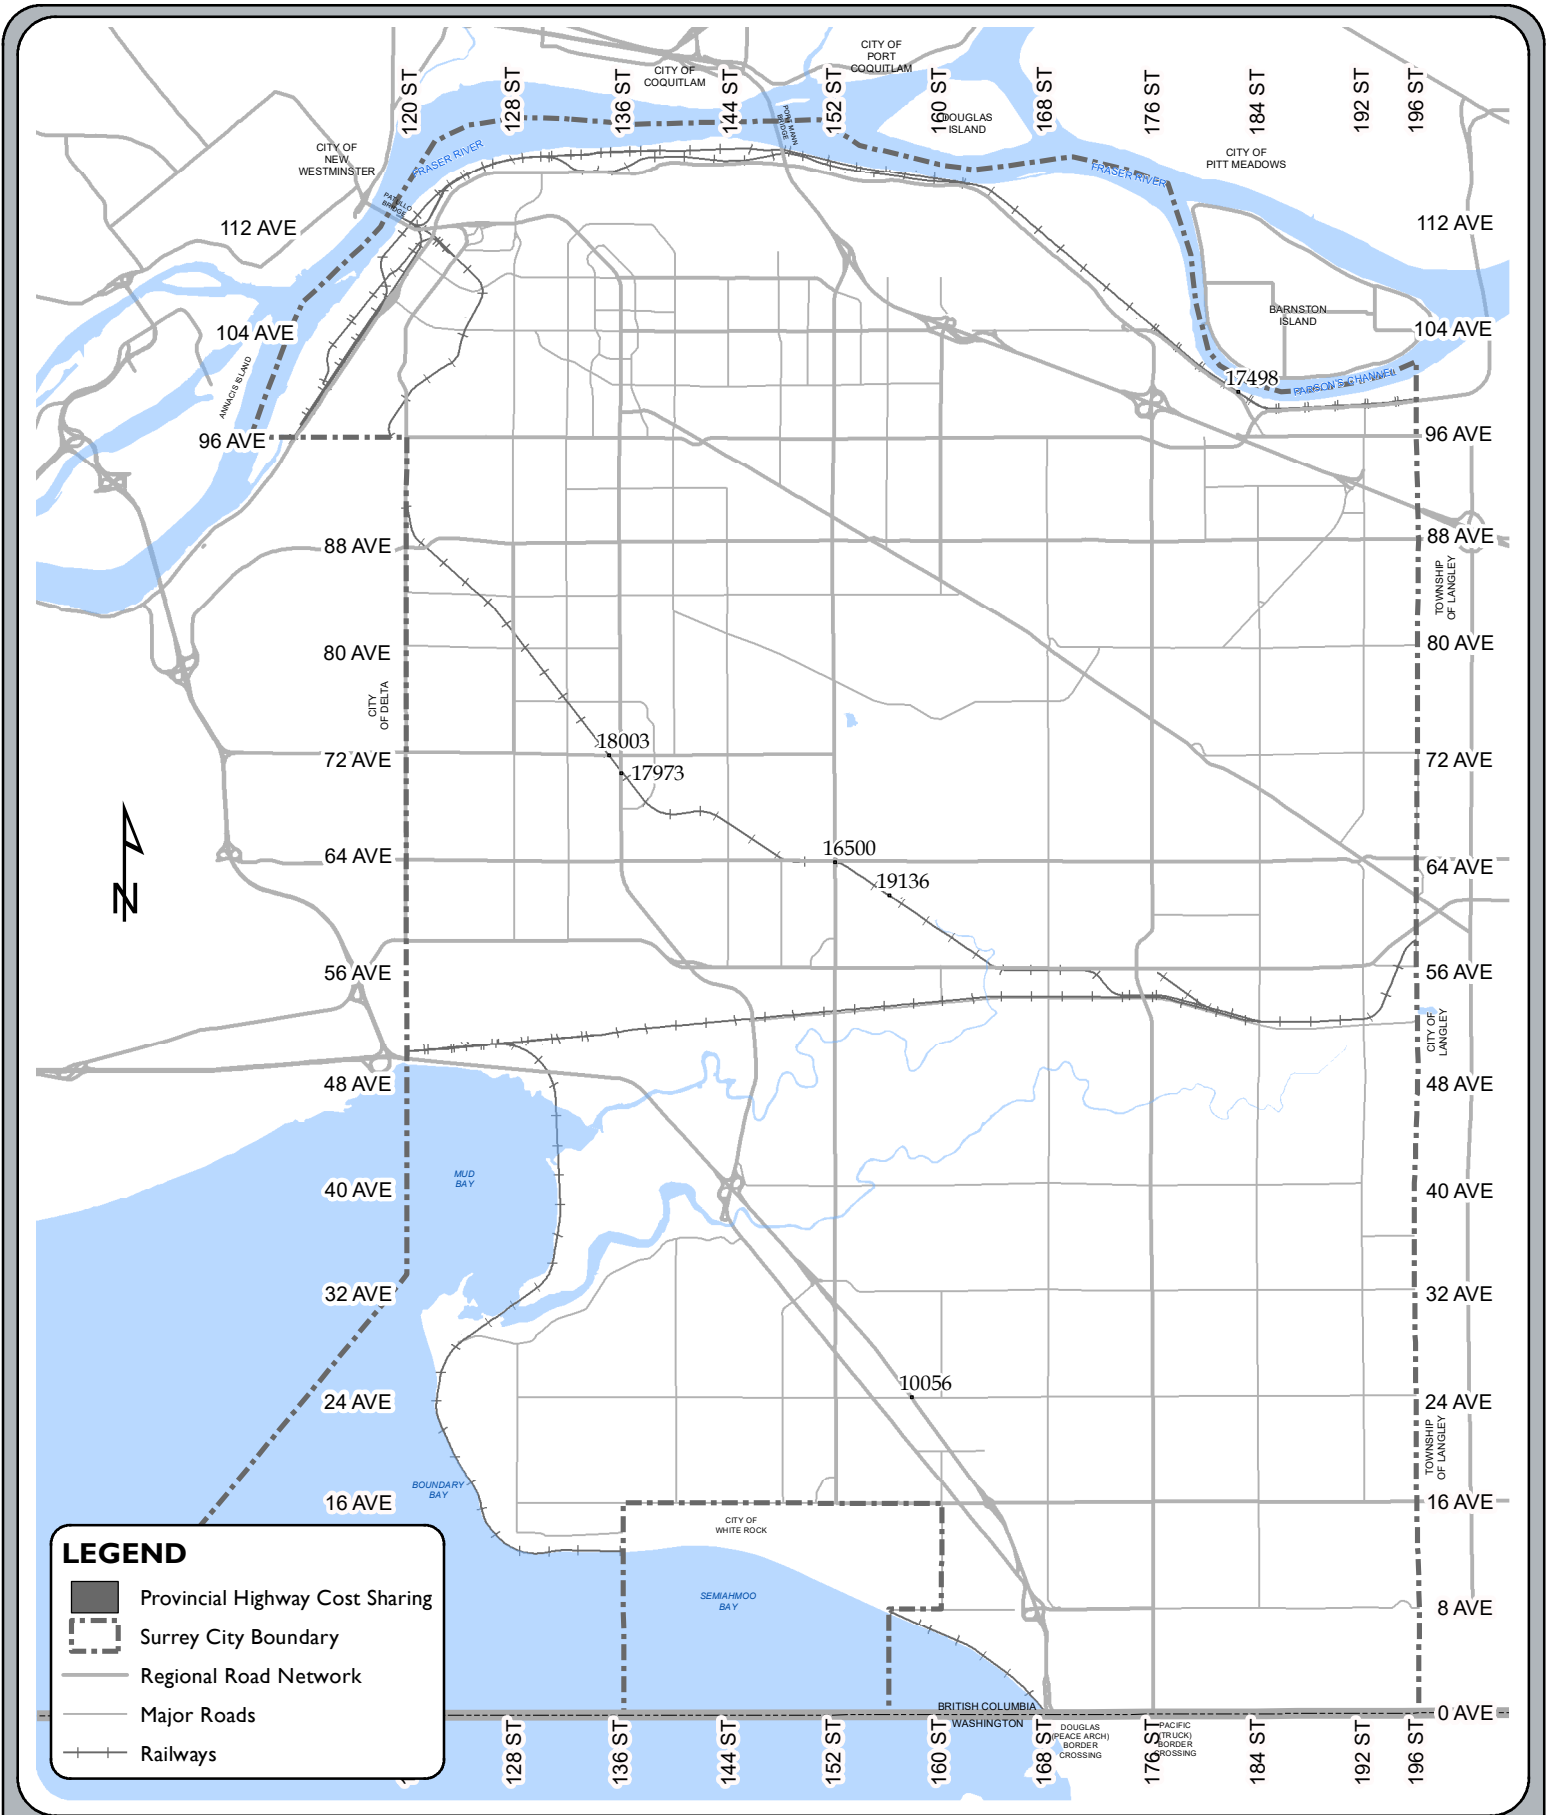 CITY OF
PORT
COQUITLAM
CITY OF
COQUITLAM
120 ST
128 ST
136 ST
144 ST
152 ST
160 ST
168 ST
176 ST
184 ST
192 ST
196 ST
PORT MANN
BRIDGE
DOUGLAS
ISLAND
CITY OF
NEW
WESTMINSTER
FRASER RIVER
CITY OF
PITT MEADOWS
FRASER RIVER
BRIDGE
112 AVE
112 AVE
BARNSTON
ISLAND
104 AVE
104 AVE
ANNACIS ISLAND
17498
PARSON'S CHANNEL
96 AVE
96 AVE
88 AVE
88 AVE
TOWNSHIP
OF LANGLEY
80 AVE
80 AVE
CITY
OF DELTA
18003
72 AVE
72 AVE
17973
N
64 AVE
16500
64 AVE
19136
56 AVE
56 AVE
CITY OF
LANGLEY
48 AVE
48 AVE
MUD
BAY
40 AVE
40 AVE
32 AVE
32 AVE
10056
24 AVE
24 AVE
TOWNSHIP
OF LANGLEY
BOUNDARY
BAY
16 AVE
16 AVE
CITY OF
WHITE ROCK
SEMIAHMOO
BAY
8 AVE
LEGEND
Provincial Highway Cost Sharing
Surrey City Boundary
Regional Road Network
Major Roads
Railways
BRITISH COLUMBIA
WASHINGTON
0 AVE
128 ST
136 ST
144 ST
152 ST
160 ST
168 ST
DOUGLAS
(PEACE ARCH)
BORDER
CROSSING
176 ST
PACIFIC
(TRUCK)
BORDER
CROSSING
184 ST
192 ST
196 ST